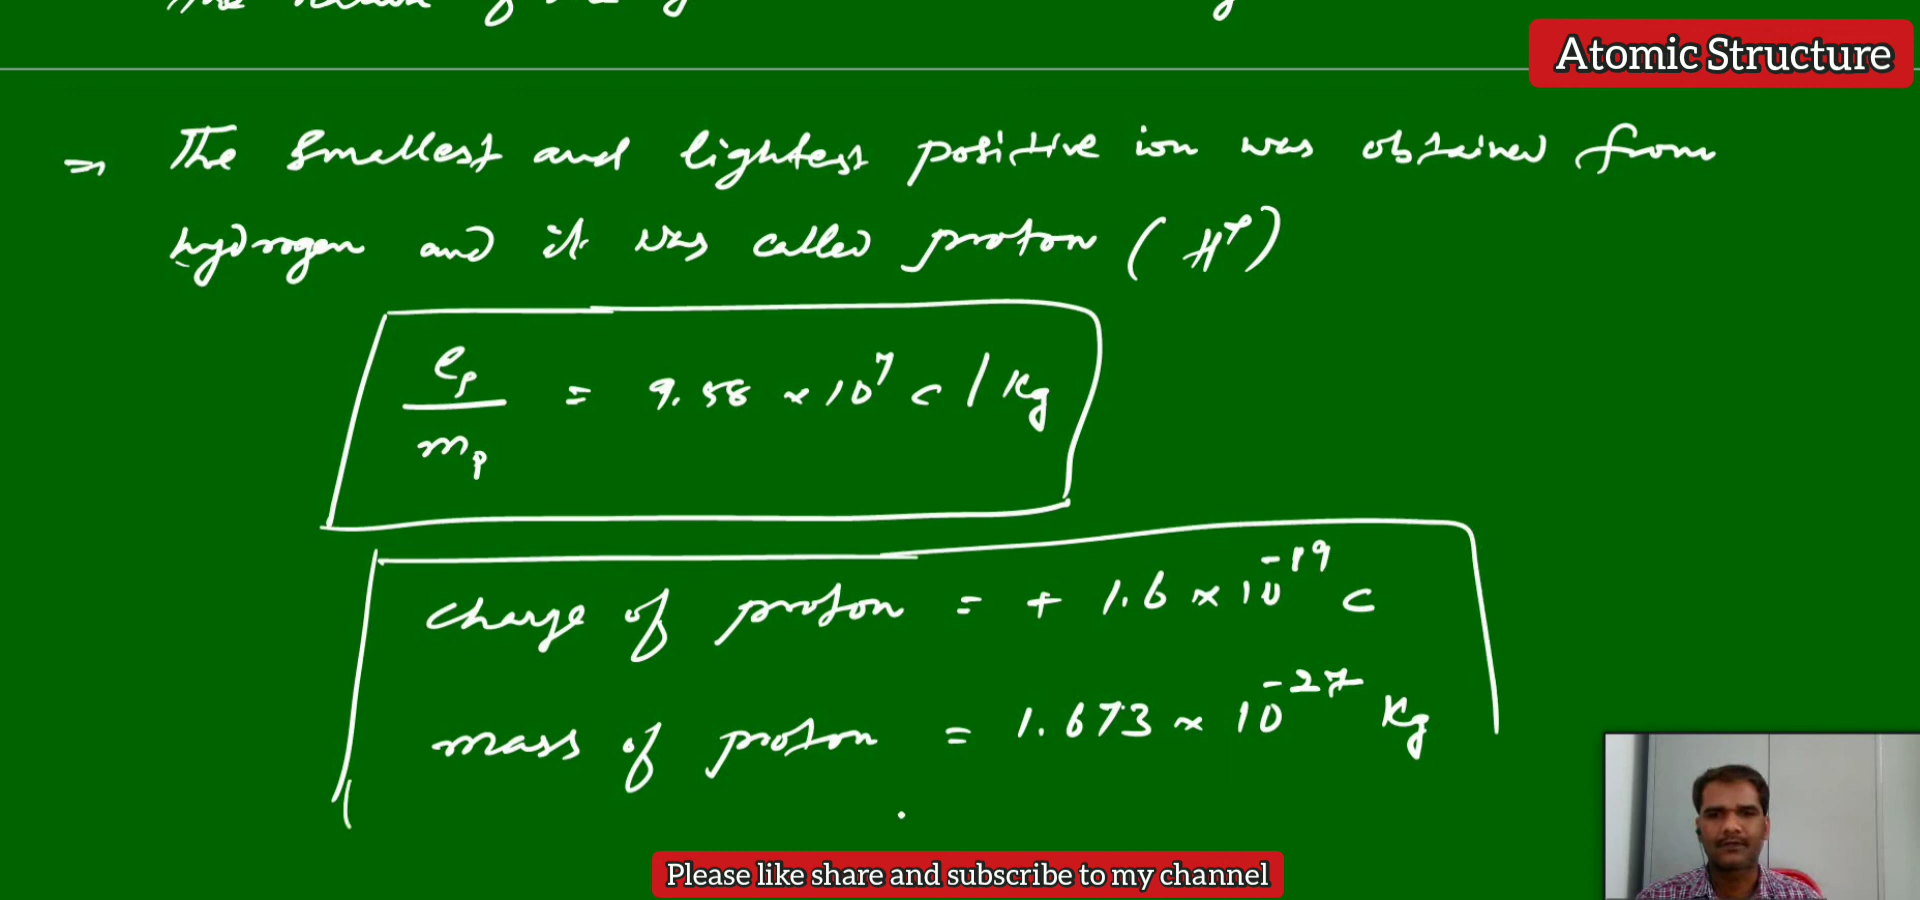 Atomic Structure
⇒ The smallest and lightest positive ion was obtained from
hydrogen and it was called proton ( H⁺)
eₚ/mₚ = 9.58 × 10⁷ C / Kg
charge of proton = + 1.6 × 10⁻¹⁹ C
mass of proton = 1.673 × 10⁻²⁷ Kg
Please like share and subscribe to my channel